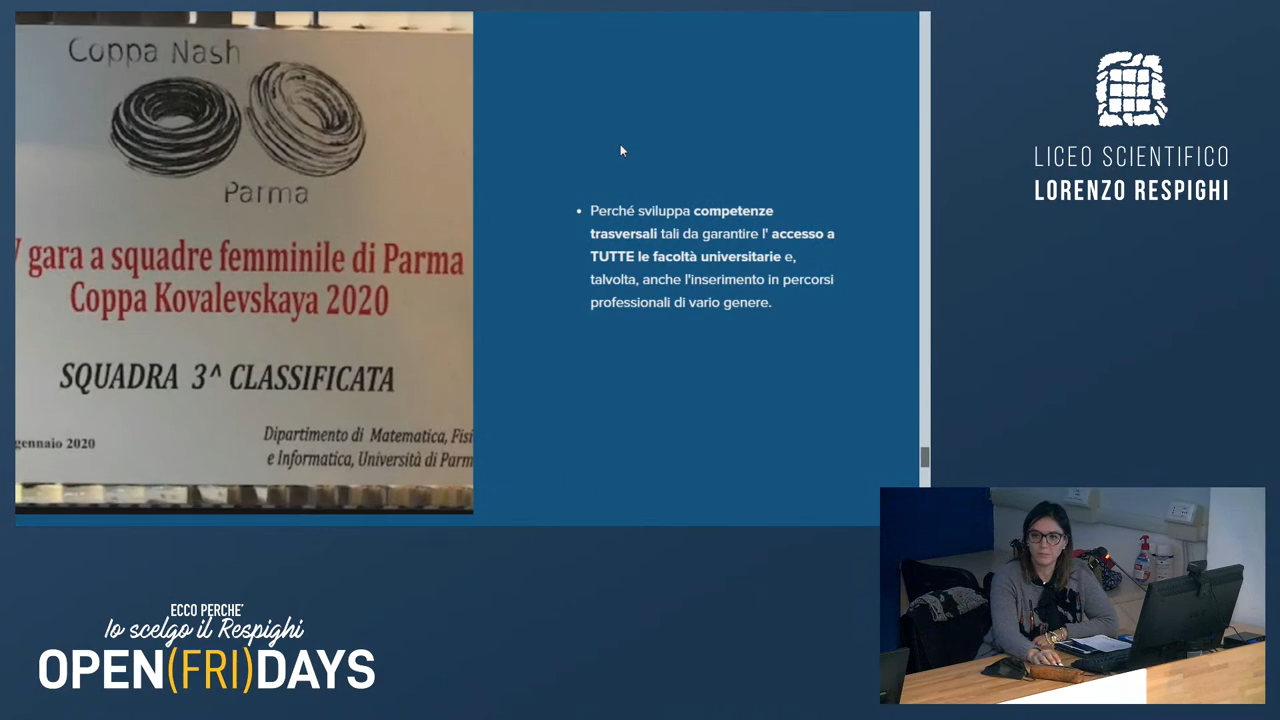 Coppa Nash
Parma
gara a squadre femminile di Parma
Coppa Kovalevskaya 2020
SQUADRA 3^ CLASSIFICATA
gennaio 2020
Dipartimento di Matematica, Fisi
e Informatica, Università di Parm
• Perché sviluppa competenze
trasversali tali da garantire l' accesso a
TUTTE le facoltà universitarie e,
talvolta, anche l'inserimento in percorsi
professionali di vario genere.
LICEO SCIENTIFICO
LORENZO RESPIGHI
ECCO PERCHE'
Io scelgo il Respighi
OPEN(FRI)DAYS